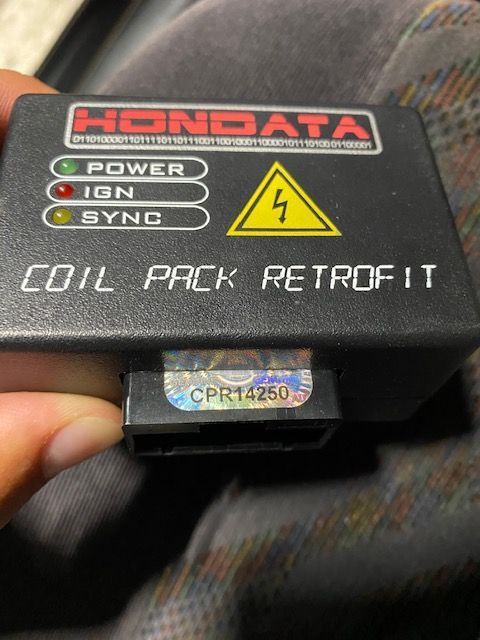 HONDATA
POWER
IGN
SYNC
COIL PACK RETROFIT
CPR14250